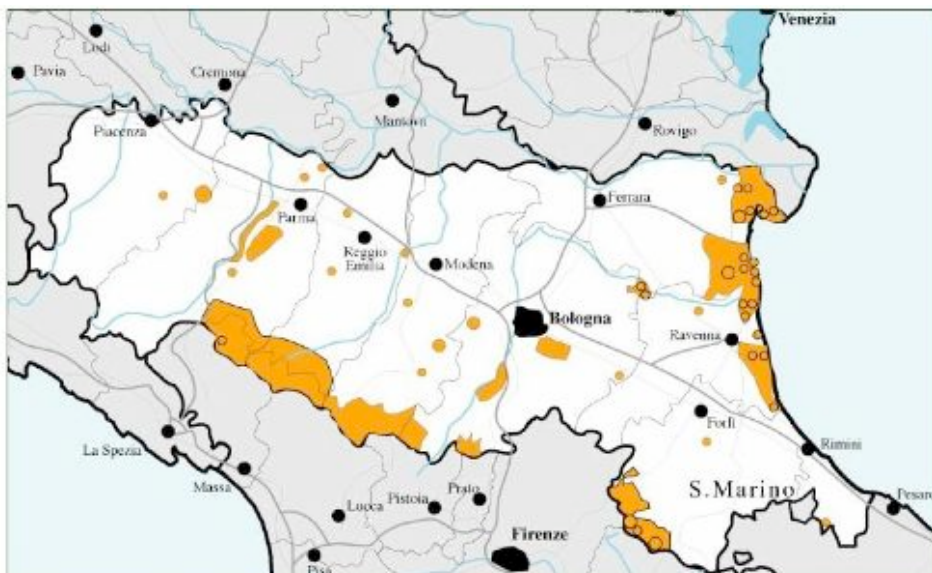 Venezia
Lodi
Pavia
Cremona
Mantova
Rovigo
Piacenza
Ferrara
Parma
Reggio
Emilia
Modena
Bologna
Ravenna
Forlì
La Spezia
Rimini
Massa
S.Marino
Prato
Pistoia
Lucca
Pesaro
Firenze
Pisa